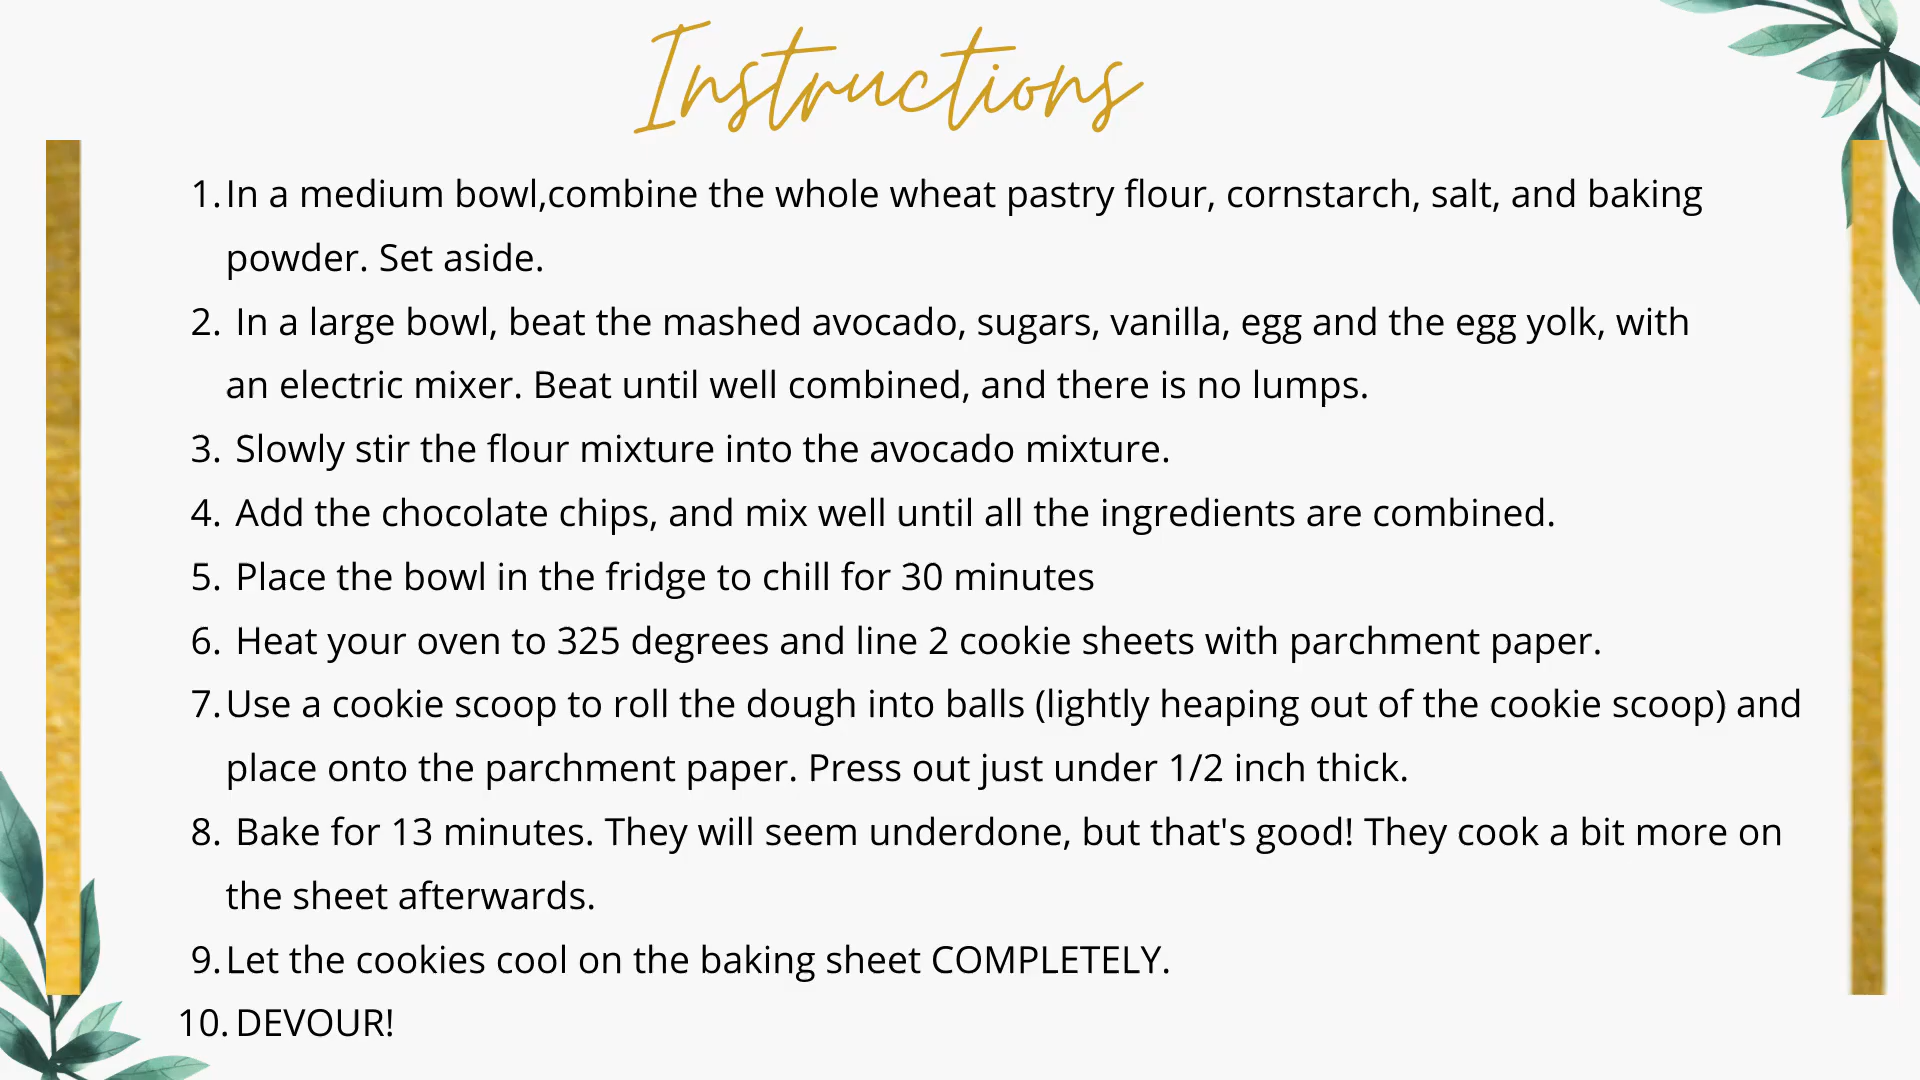 Instructions
1. In a medium bowl,combine the whole wheat pastry flour, cornstarch, salt, and baking
powder. Set aside.
2. In a large bowl, beat the mashed avocado, sugars, vanilla, egg and the egg yolk, with
an electric mixer. Beat until well combined, and there is no lumps.
3. Slowly stir the flour mixture into the avocado mixture.
4. Add the chocolate chips, and mix well until all the ingredients are combined.
5. Place the bowl in the fridge to chill for 30 minutes
6. Heat your oven to 325 degrees and line 2 cookie sheets with parchment paper.
7. Use a cookie scoop to roll the dough into balls (lightly heaping out of the cookie scoop) and
place onto the parchment paper. Press out just under 1/2 inch thick.
8. Bake for 13 minutes. They will seem underdone, but that's good! They cook a bit more on
the sheet afterwards.
9. Let the cookies cool on the baking sheet COMPLETELY.
10. DEVOUR!